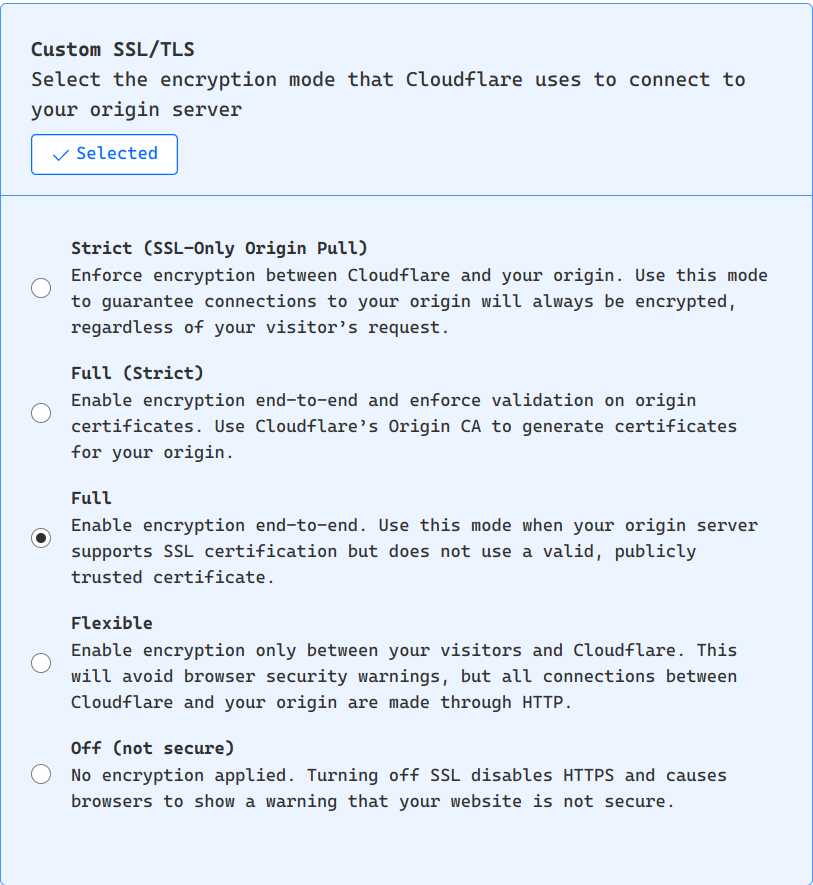 Custom SSL/TLS
Select the encryption mode that Cloudflare uses to connect to
your origin server
Selected
Strict (SSL-Only Origin Pull)
Enforce encryption between Cloudflare and your origin. Use this mode
to guarantee connections to your origin will always be encrypted,
regardless of your visitor’s request.
Full (Strict)
Enable encryption end-to-end and enforce validation on origin
certificates. Use Cloudflare’s Origin CA to generate certificates
for your origin.
Full
Enable encryption end-to-end. Use this mode when your origin server
supports SSL certification but does not use a valid, publicly
trusted certificate.
Flexible
Enable encryption only between your visitors and Cloudflare. This
will avoid browser security warnings, but all connections between
Cloudflare and your origin are made through HTTP.
Off (not secure)
No encryption applied. Turning off SSL disables HTTPS and causes
browsers to show a warning that your website is not secure.